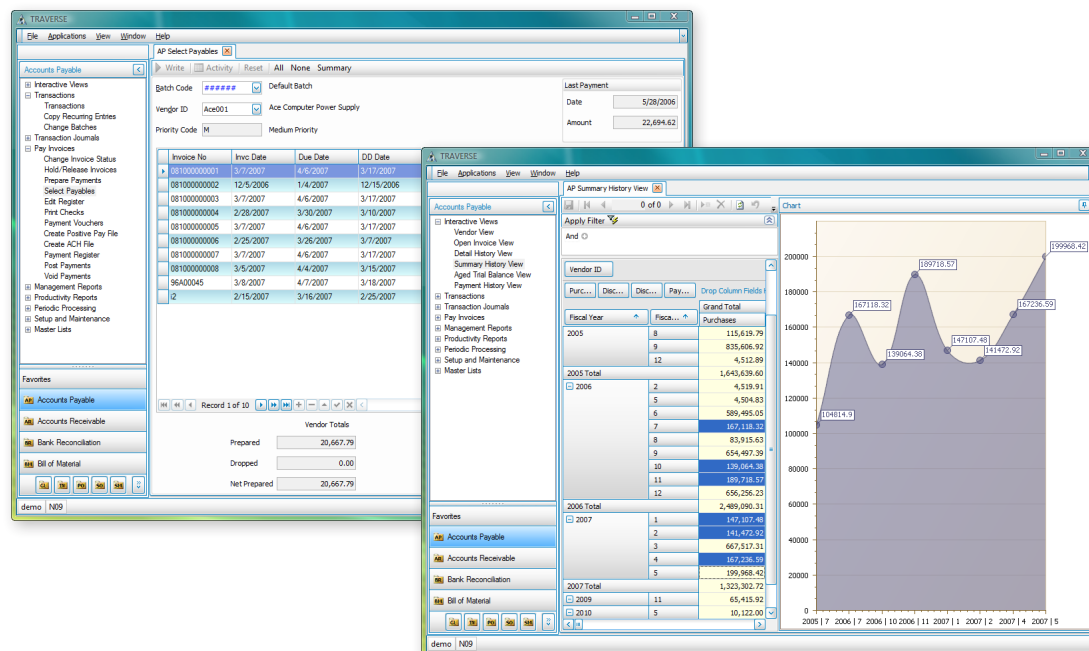 TRAVERSE
File Applications View Window Help
AP Select Payables
Accounts Payable
Write Activity Reset All None Summary
Interactive Views
Transactions
Transactions
Copy Recurring Entries
Change Batches
Transaction Journals
Pay Invoices
Change Invoice Status
Hold/Release Invoices
Prepare Payments
Select Payables
Edit Register
Print Checks
Payment Vouchers
Create Positive Pay File
Create ACH File
Payment Register
Post Payments
Void Payments
Management Reports
Productivity Reports
Periodic Processing
Setup and Maintenance
Master Lists
Favorites
AP Accounts Payable
AR Accounts Receivable
BR Bank Reconciliation
BM Bill of Material
demo N09
Batch Code ###### Default Batch
Vendor ID Ace001 Ace Computer Power Supply
Priority Code M Medium Priority
Last Payment
Date 5/28/2006
Amount 22,694.62
Invoice No Invc Date Due Date DD Date
081000000001 3/7/2007 4/6/2007 3/17/2007
081000000002 12/5/2006 1/4/2007 12/15/2006
081000000003 3/7/2007 4/6/2007 3/17/2007
081000000004 2/28/2007 3/30/2007 3/10/2007
081000000005 3/7/2007 4/6/2007 3/17/2007
081000000006 2/25/2007 3/26/2007 3/7/2007
081000000007 3/7/2007 4/6/2007 3/17/2007
081000000008 3/5/2007 4/4/2007 3/15/2007
96A00045 3/8/2007 4/7/2007 3/18/2007
i2 2/15/2007 3/16/2007 2/25/2007
Record 1 of 10
Vendor Totals
Prepared 20,667.79
Dropped 0.00
Net Prepared 20,667.79
TRAVERSE
File Applications View Window Help
AP Summary History View
Accounts Payable
Interactive Views
Vendor View
Open Invoice View
Detail History View
Summary History View
Aged Trial Balance View
Payment History View
Transactions
Transaction Journals
Pay Invoices
Management Reports
Productivity Reports
Periodic Processing
Setup and Maintenance
Master Lists
Favorites
AP Accounts Payable
AR Accounts Receivable
BR Bank Reconciliation
Bill of Material
demo N09
0 of 0
Apply Filter
And
Vendor ID
Purc... Disc... Disc... Pay... Drop Column Fields
Grand Total
Fiscal Year Fisca... Purchases
2005 8 115,619.79
9 835,606.92
12 4,512.89
2005 Total 1,643,639.60
2006 2 4,519.91
5 4,504.83
6 589,495.05
7 167,118.32
8 83,915.63
9 654,497.39
10 139,064.38
11 189,718.57
12 656,256.23
2006 Total 2,489,090.31
2007 1 147,107.48
2 141,472.92
3 667,517.31
4 167,236.59
5 199,968.42
2007 Total 1,323,302.72
2009 11 65,415.92
2010 5 10,122.00
Chart
200000
180000
160000
140000
120000
100000
80000
60000
40000
20000
0
104814.9
167118.32
139064.38
189718.57
147107.48
141472.92
167236.59
199968.42
2005 | 7 2006 | 7 2006 | 10 2006 | 11 2007 | 1 2007 | 2 2007 | 4 2007 | 5